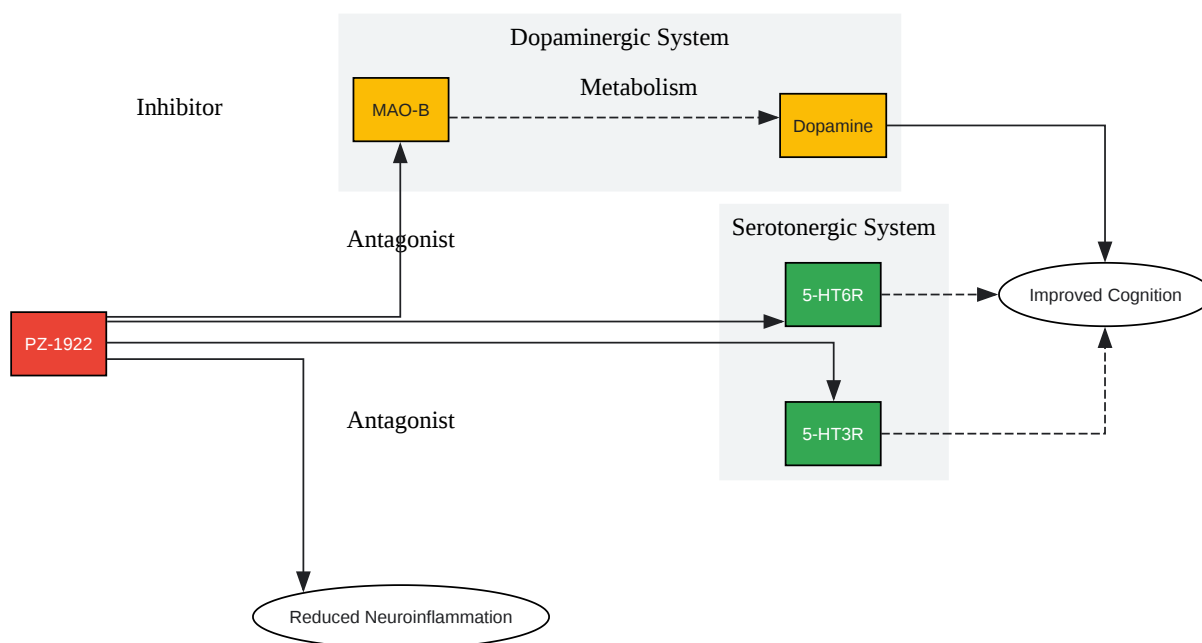 Dopaminergic System
Metabolism
Inhibitor
MAO-B
Dopamine
Antagonist
Serotonergic System
5-HT6R
Improved Cognition
PZ-1922
Antagonist
5-HT3R
Reduced Neuroinflammation